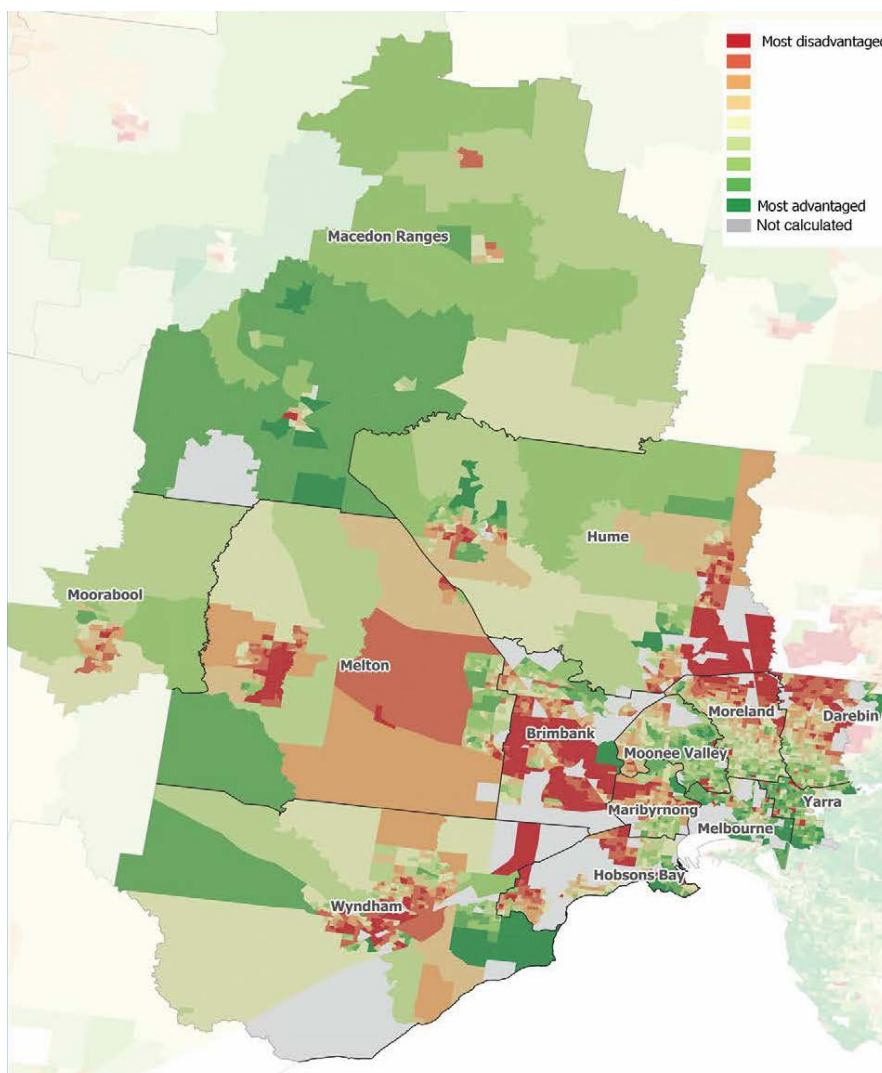 Most disadvantaged
Most advantaged
Not calculated
Macedon Ranges
Hume
Moorabool
Melton
Moreland
Darebin
Brimbank
Moonee Valley
Yarra
Maribyrnong
Melbourne
Hobsons Bay
Wyndham